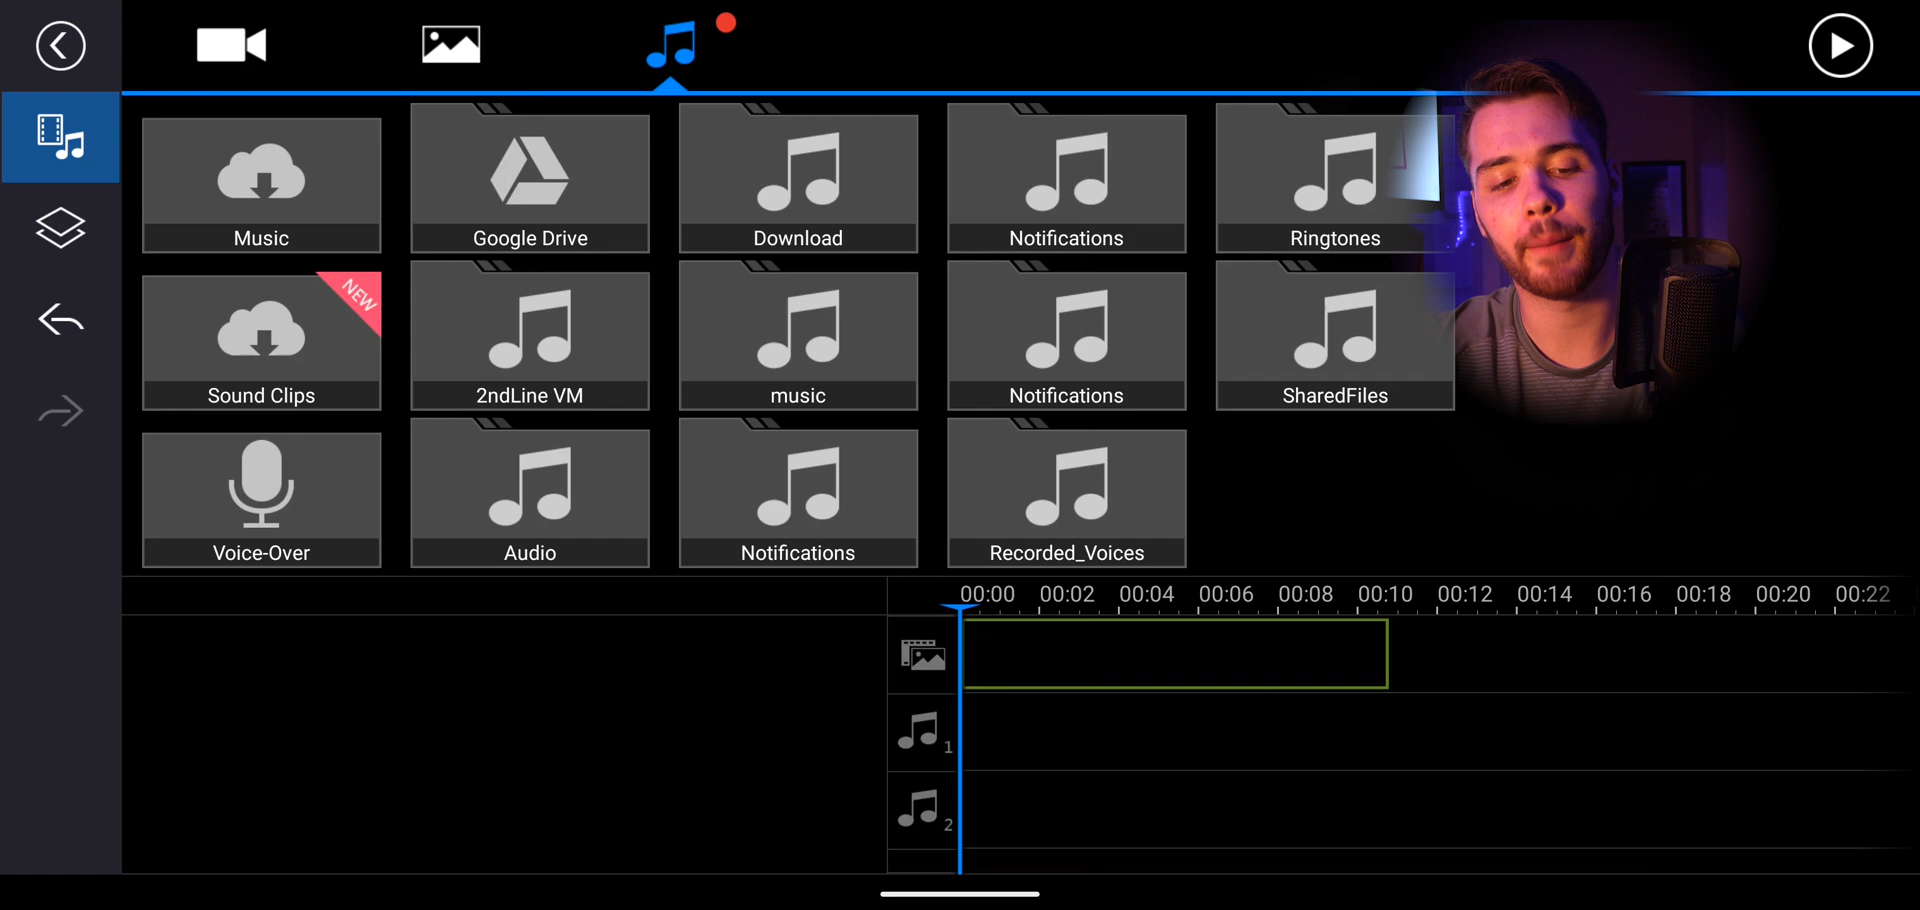 Music
Google Drive
Download
Notifications
Ringtones
NEW
Sound Clips
2ndLine VM
music
Notifications
SharedFiles
Voice-Over
Audio
Notifications
Recorded_Voices
00:00 00:02 00:04 00:06 00:08 00:10 00:12 00:14 00:16 00:18 00:20 00:22
1
2